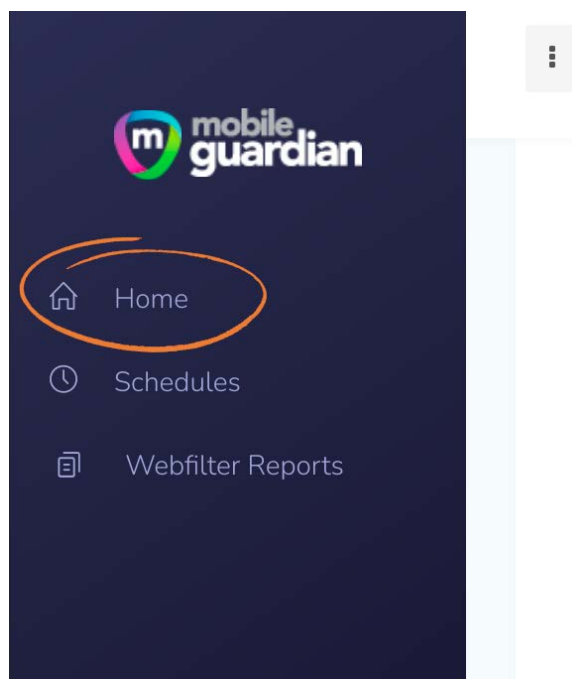 m
mobile
guardian
Home
Schedules
Webfilter Reports